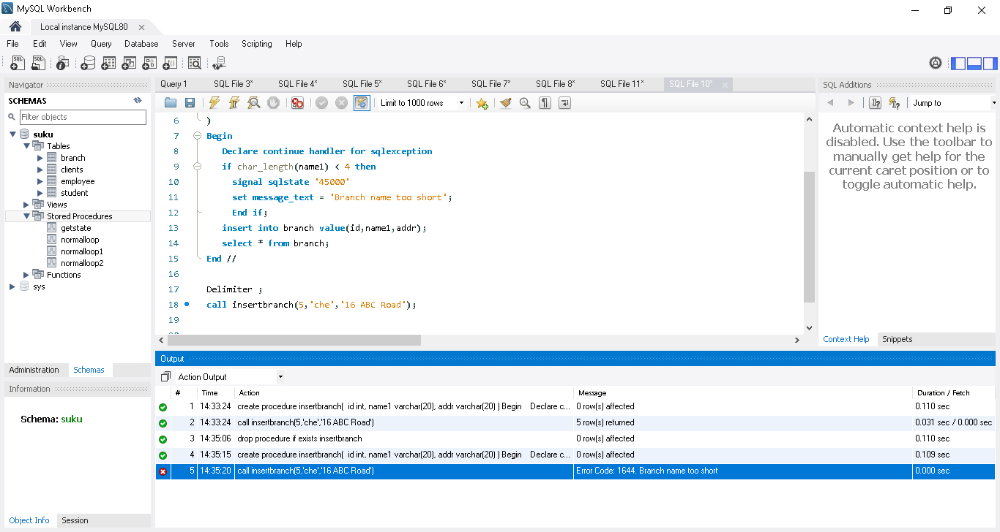 MySQL Workbench
Local instance MySQL80
File Edit View Query Database Server Tools Scripting Help
Navigator
SCHEMAS
Filter objects
suku
Tables
branch
clients
employee
student
Views
Stored Procedures
getstate
normalloop
normalloop1
normalloop2
Functions
sys
Administration Schemas
Information
Schema: suku
Object Info Session
Query 1 SQL File 3* SQL File 4* SQL File 5* SQL File 6* SQL File 7* SQL File 8* SQL File 11* SQL File 10*
Limit to 1000 rows
6 )
7 Begin
8 Declare continue handler for sqlexception
9 if char_length(name1) < 4 then
10 signal sqlstate '45000'
11 set message_text = 'Branch name too short';
12 End if;
13 insert into branch value(id,name1,addr);
14 select * from branch;
15 End //
16
17 Delimiter ;
18 call insertbranch(5,'che','16 ABC Road');
19
SQL Additions
Jump to
Automatic context help is
disabled. Use the toolbar to
manually get help for the
current caret position or to
toggle automatic help.
Context Help Snippets
Output
Action Output
# Time Action Message Duration / Fetch
1 14:33:24 create procedure insertbranch( id int, name1 varchar(20), addr varchar(20) ) Begin Declare c... 0 row(s) affected 0.110 sec
2 14:33:24 call insertbranch(5,'che','16 ABC Road') 5 row(s) returned 0.031 sec / 0.000 sec
3 14:35:06 drop procedure if exists insertbranch 0 row(s) affected 0.110 sec
4 14:35:15 create procedure insertbranch( id int, name1 varchar(20), addr varchar(20) ) Begin Declare c... 0 row(s) affected 0.109 sec
5 14:35:20 call insertbranch(5,'che','16 ABC Road') Error Code: 1644. Branch name too short 0.000 sec